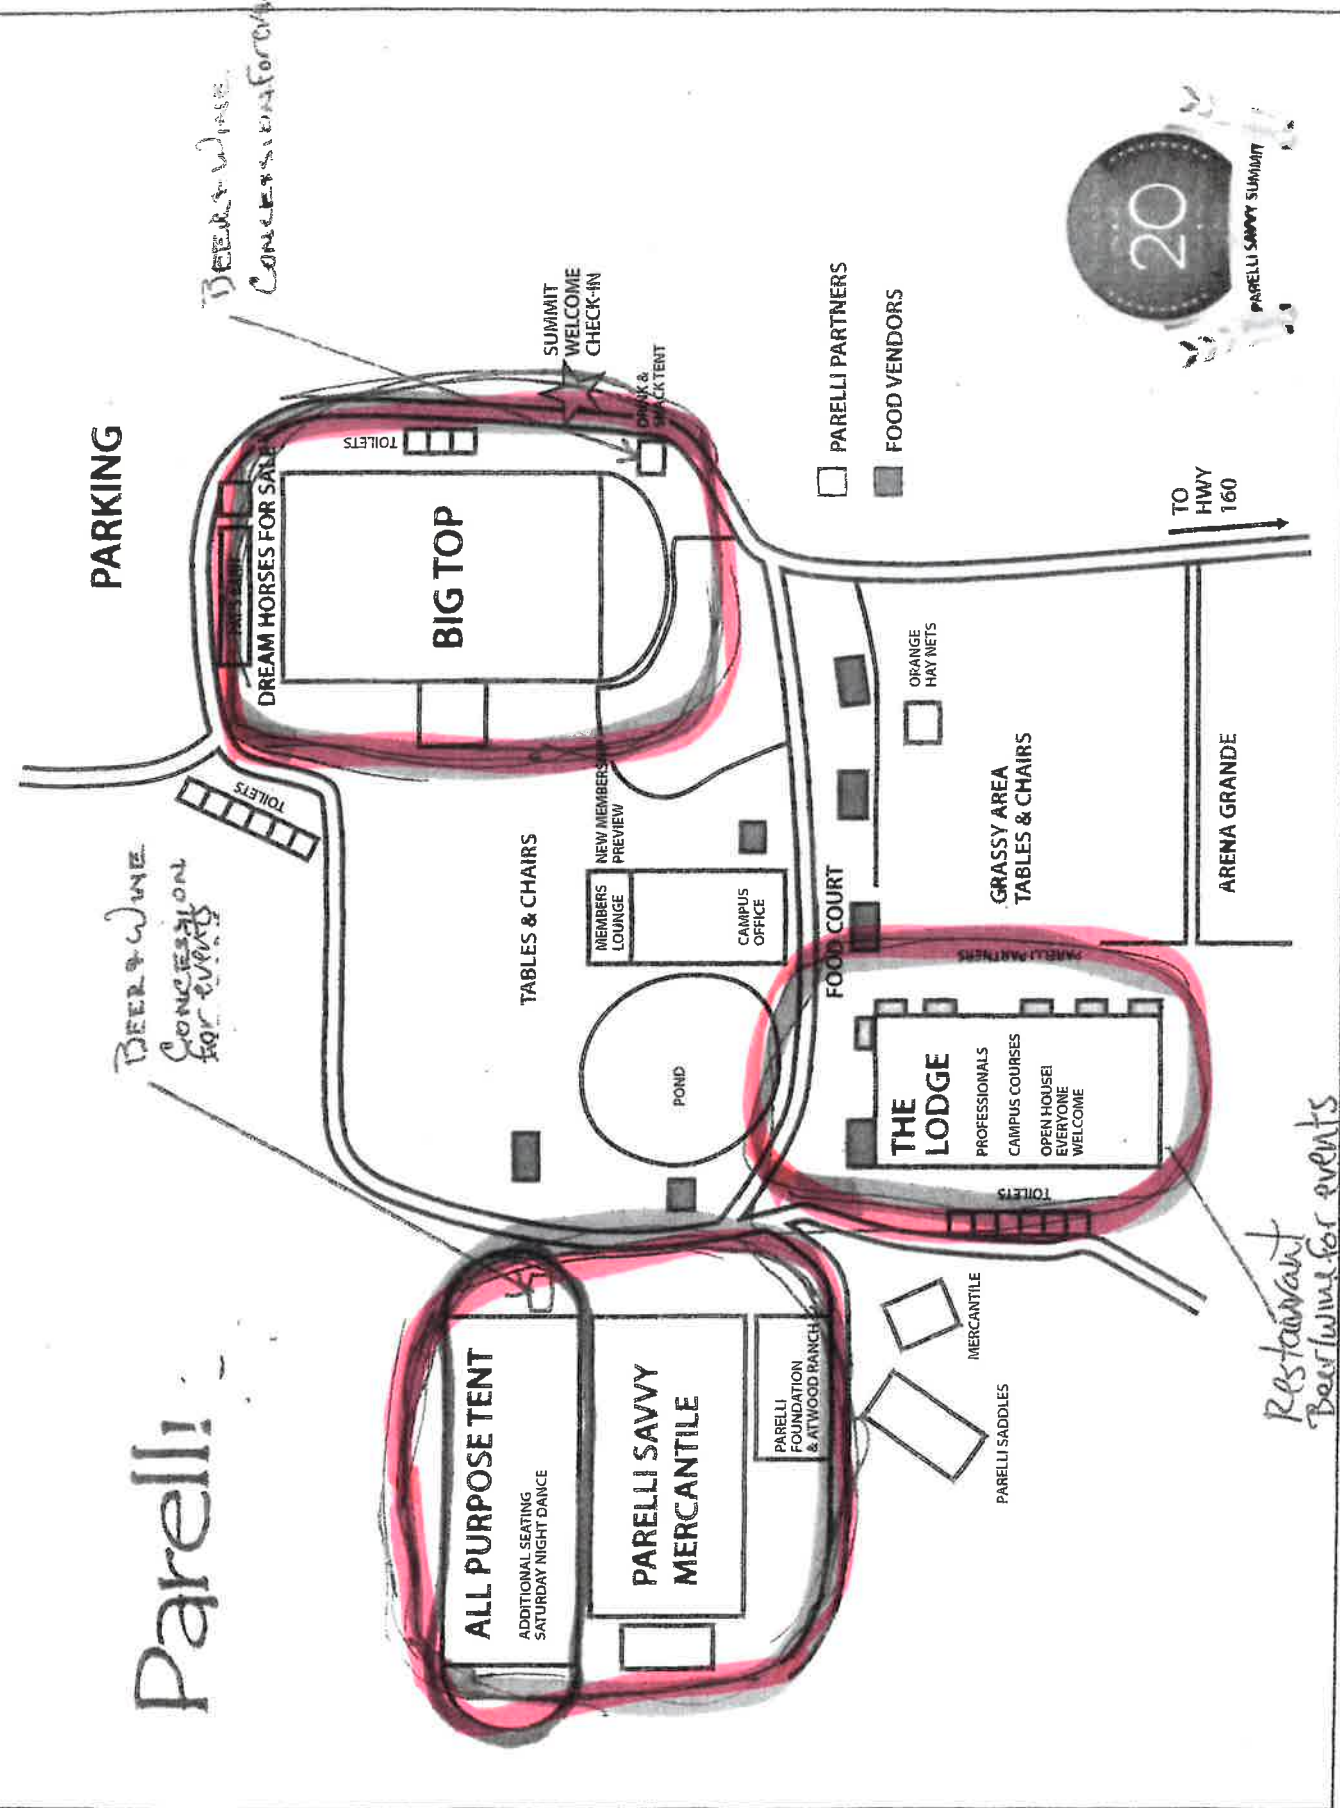 Parelli
PARKING
BEER & WINE
CONCESSION
for events
BEER & WINE
CONCESSION
TOILETS
TOILETS
DREAM HORSES FOR SALE
BIG TOP
SUMMIT
WELCOME
CHECK-IN
DRINK &
SNACK TENT
TABLES & CHAIRS
NEW MEMBERS
PREVIEW
MEMBERS
LOUNGE
CAMPUS
OFFICE
POND
ALL PURPOSE TENT
ADDITIONAL SEATING
SATURDAY NIGHT DANCE
PARELLI SAVVY
MERCANTILE
PARELLI
FOUNDATION
& ATWOOD RANCH
MERCANTILE
PARELLI SADDLES
FOOD COURT
THE
LODGE
PROFESSIONALS
CAMPUS COURSES
OPEN HOUSE!
EVERYONE
WELCOME
TOILETS
PARELLI PARTNERS
ORANGE
HAY NETS
GRASSY AREA
TABLES & CHAIRS
ARENA GRANDE
PARELLI PARTNERS
FOOD VENDORS
TO
HWY
160
20
PARELLI SAVVY SUMMIT
Restaurant
Beer/wine for events